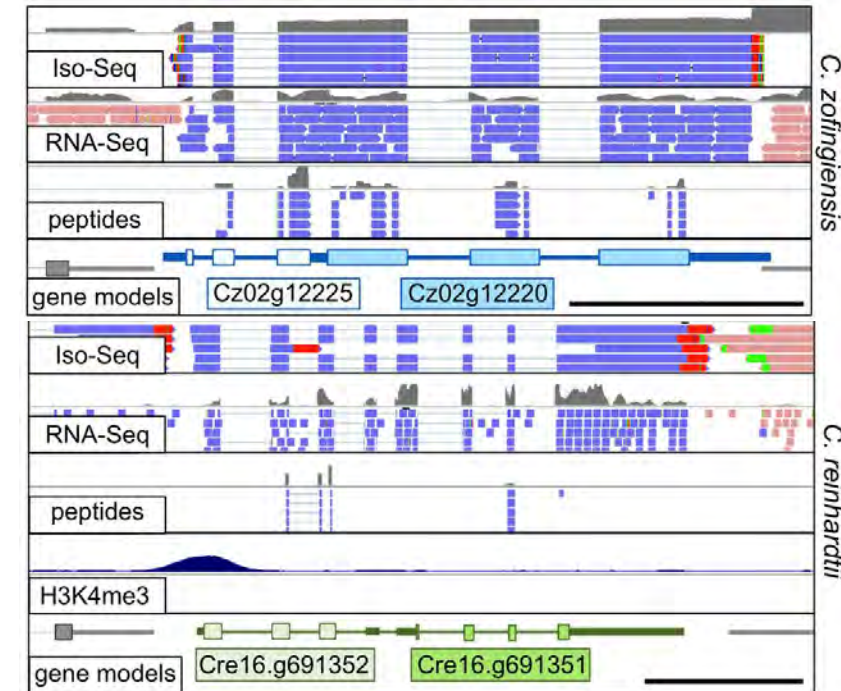 Iso-Seq
RNA-Seq
peptides
gene models
Cz02g12225
Cz02g12220
C. zofingiensis
Iso-Seq
RNA-Seq
peptides
H3K4me3
gene models
Cre16.g691352
Cre16.g691351
C. reinhardtii